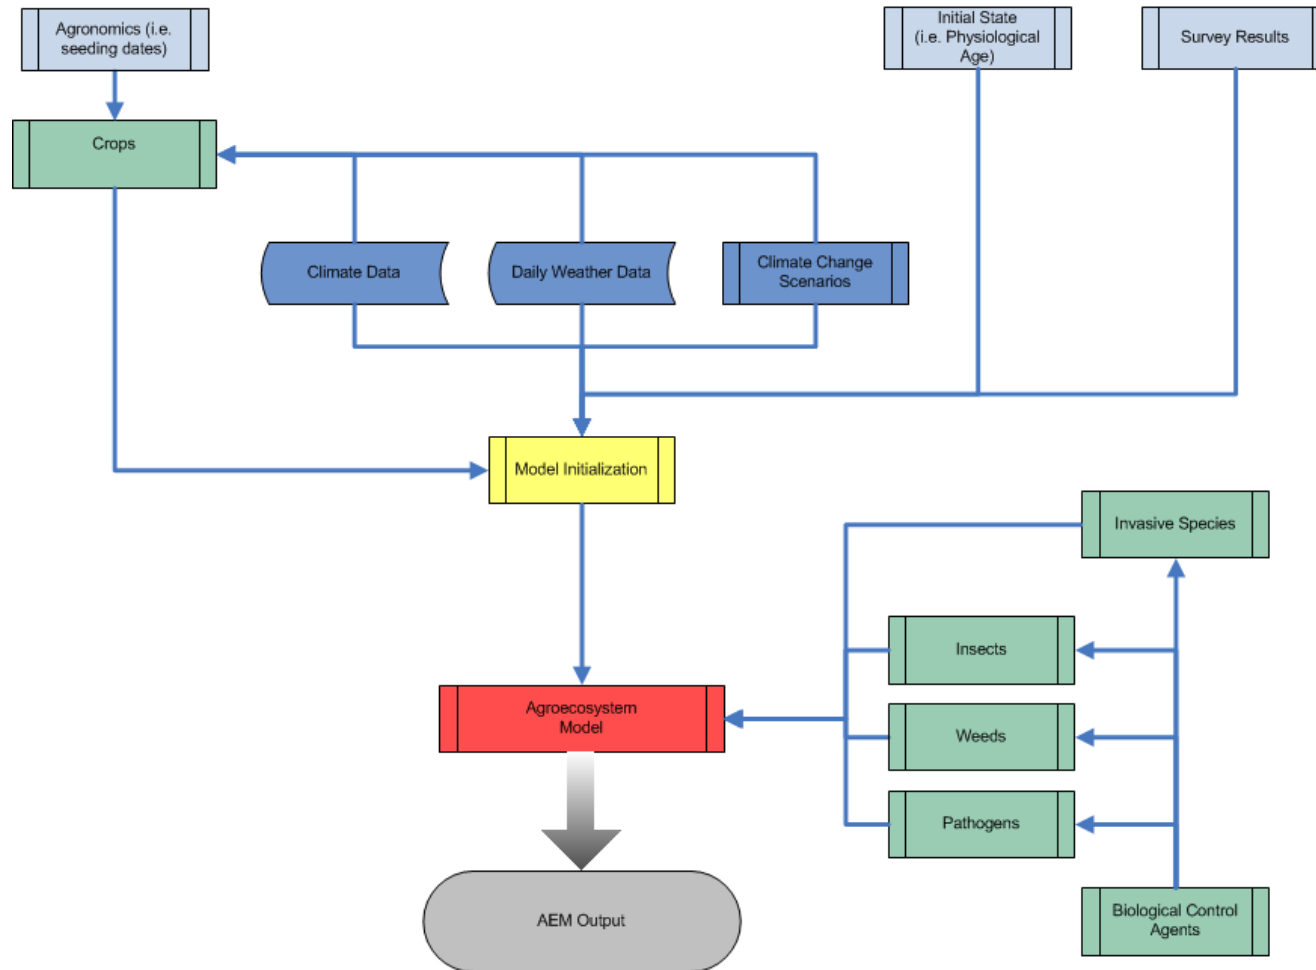 Agronomics (i.e.
seeding dates)
Initial State
(i.e. Physiological
Age)
Survey Results
Crops
Climate Data
Daily Weather Data
Climate Change
Scenarios
Model Initialization
Invasive Species
Insects
Agroecosystem
Model
Weeds
Pathogens
AEM Output
Biological Control
Agents